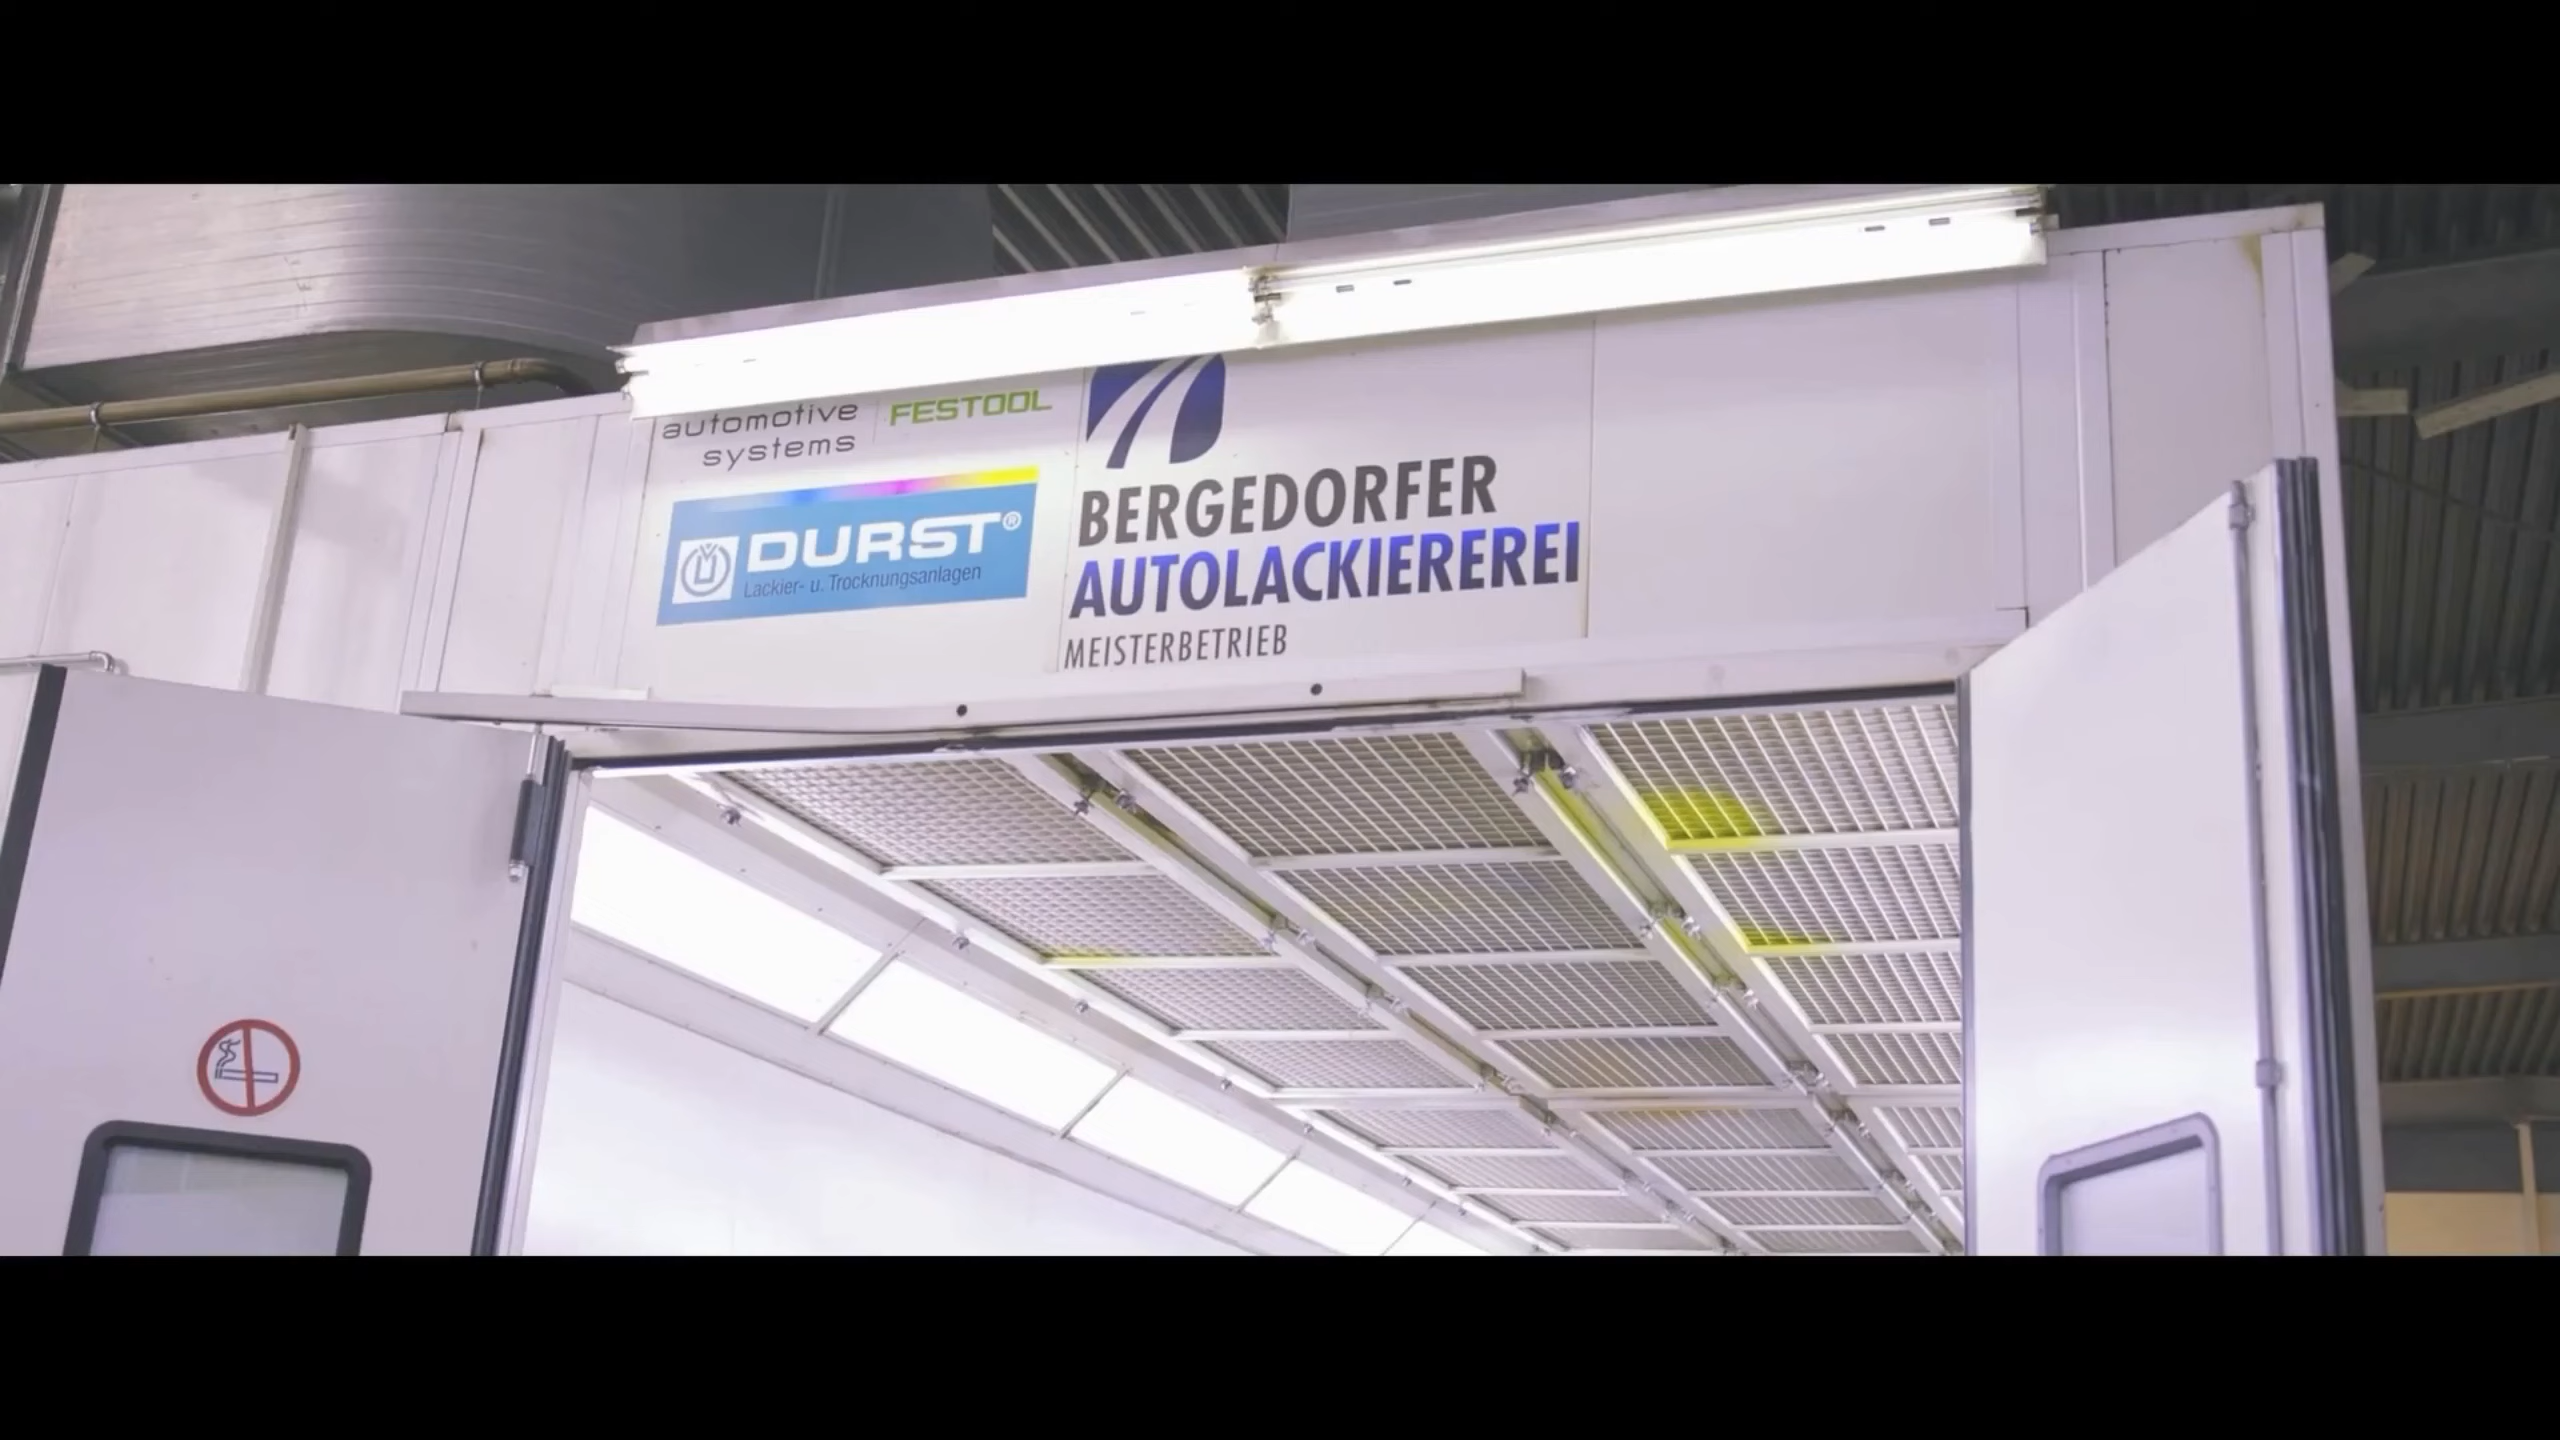 automotive
systems
FESTOOL
DURST®
Lackier- u. Trocknungsanlagen
BERGEDORFER
AUTOLACKIEREREI
MEISTERBETRIEB